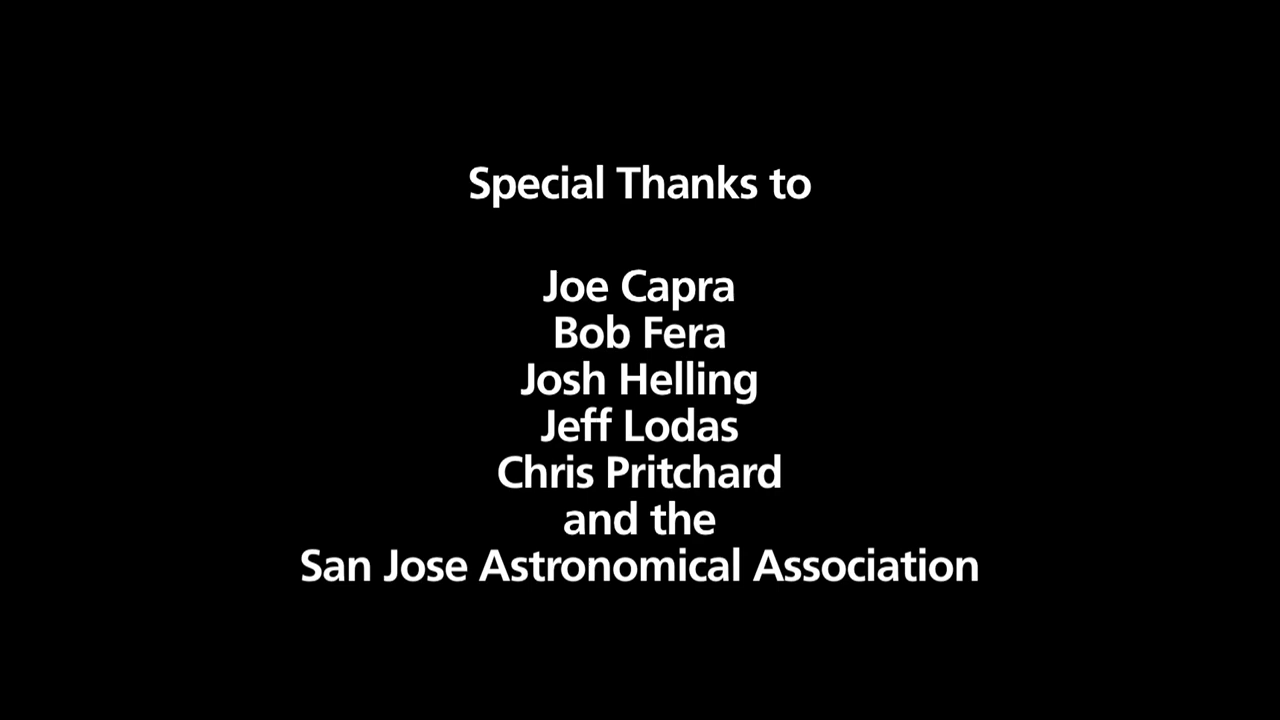 Special Thanks to
Joe Capra
Bob Fera
Josh Helling
Jeff Lodas
Chris Pritchard
and the
San Jose Astronomical Association